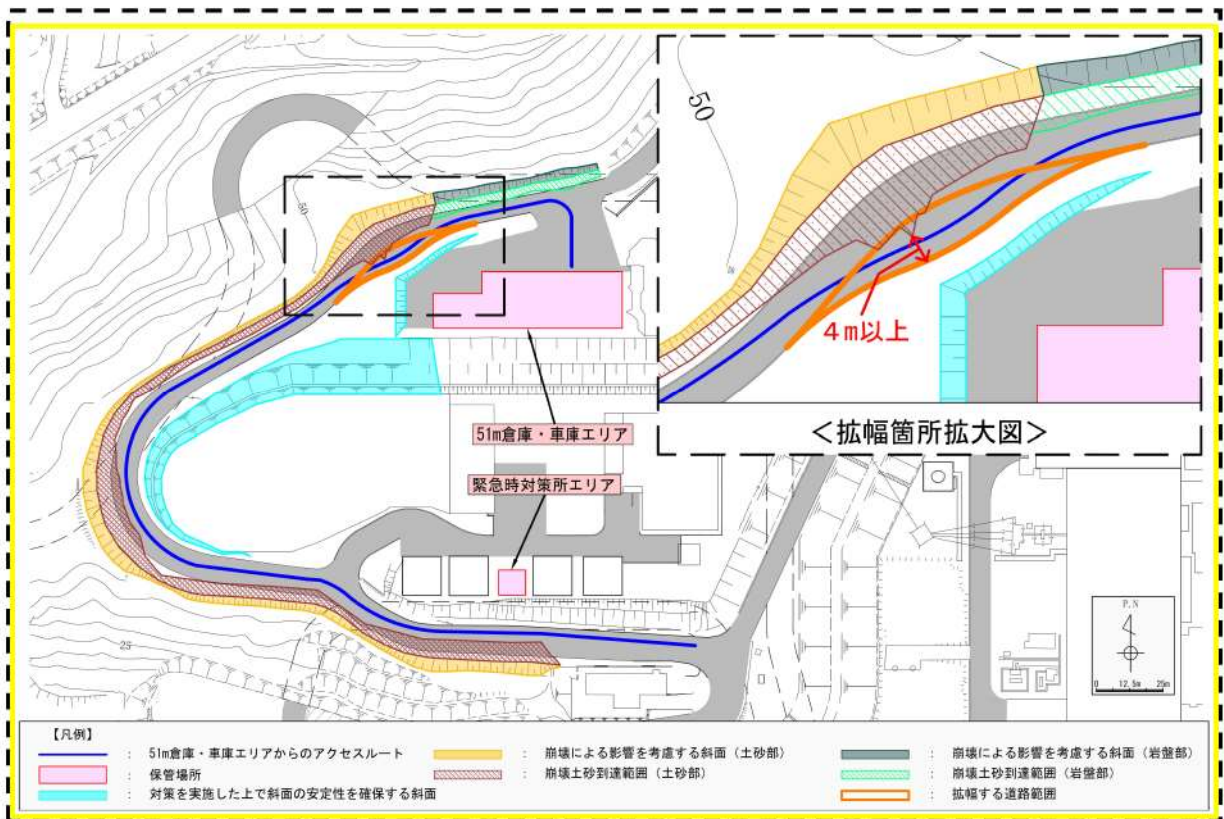 50
50
4m以上
<拡幅箇所拡大図>
51m倉庫・車庫エリア
緊急時対策所エリア
25
P.N
0 12.5m 25m
【凡例】
: 51m倉庫・車庫エリアからのアクセスルート
: 崩壊による影響を考慮する斜面（土砂部）
: 崩壊による影響を考慮する斜面（岩盤部）
: 保管場所
: 崩壊土砂到達範囲（土砂部）
: 崩壊土砂到達範囲（岩盤部）
: 対策を実施した上で斜面の安定性を確保する斜面
: 拡幅する道路範囲